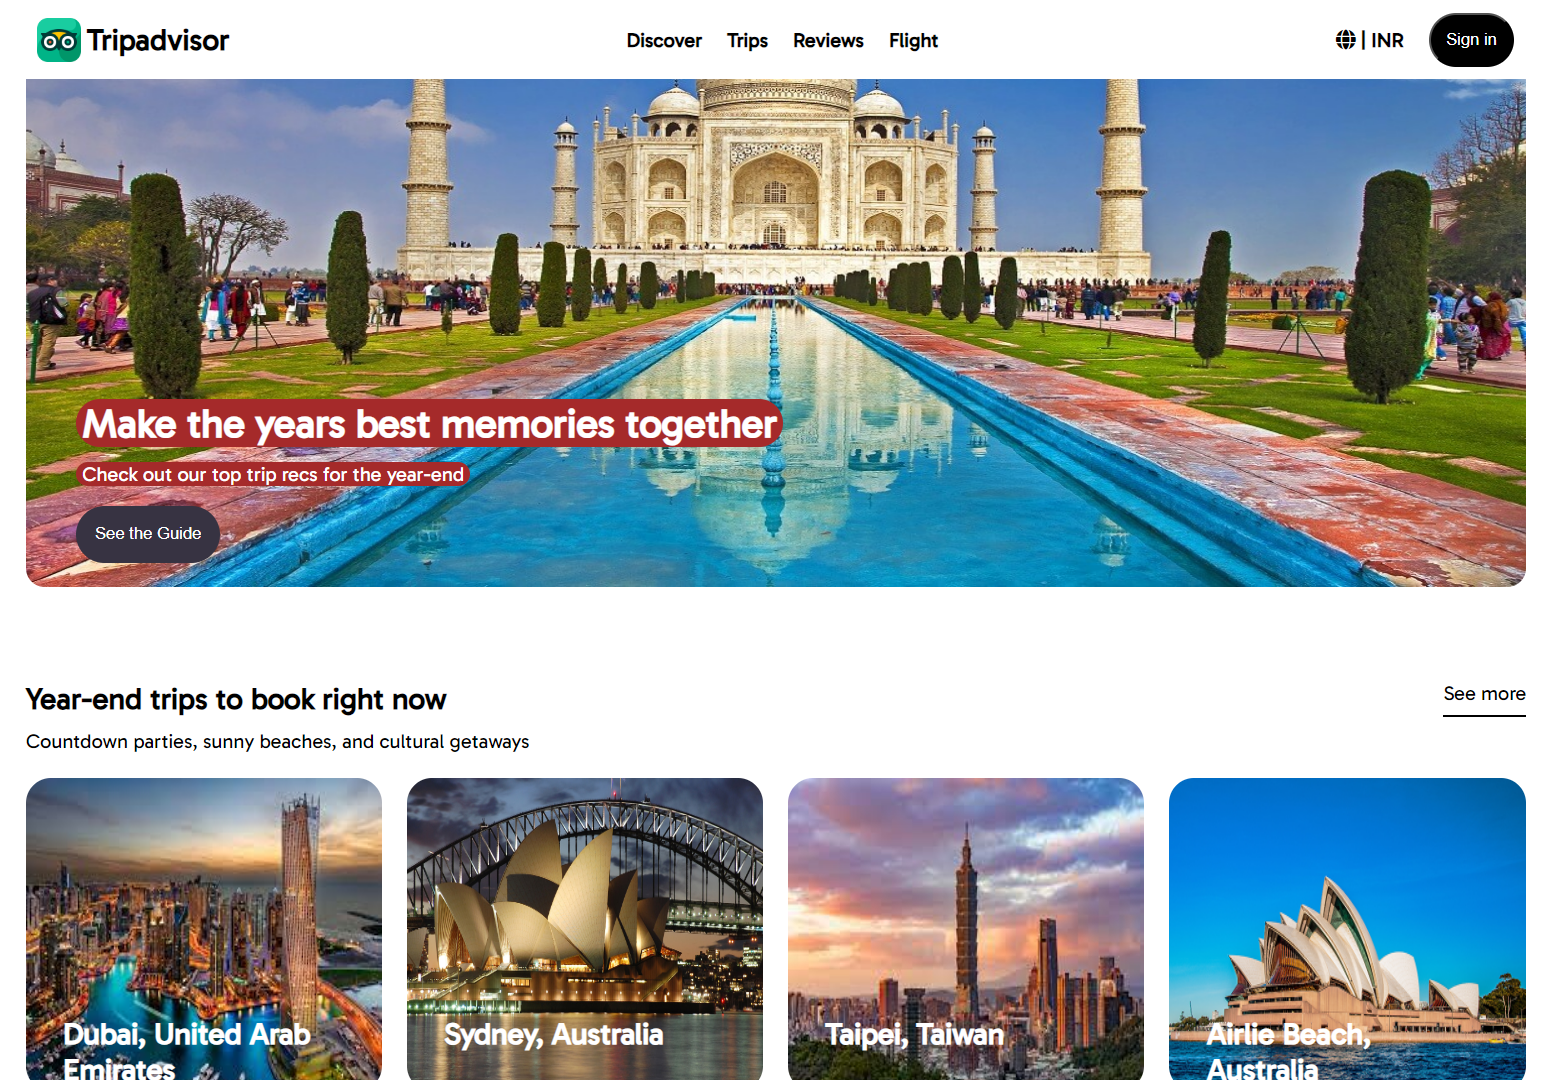 Tripadvisor
Discover Trips Reviews Flight
| INR
Sign in
Make the years best memories together
Check out our top trip recs for the year-end
See the Guide
Year-end trips to book right now
See more
Countdown parties, sunny beaches, and cultural getaways
Dubai, United Arab
Emirates
Sydney, Australia
Taipei, Taiwan
Airlie Beach,
Australia